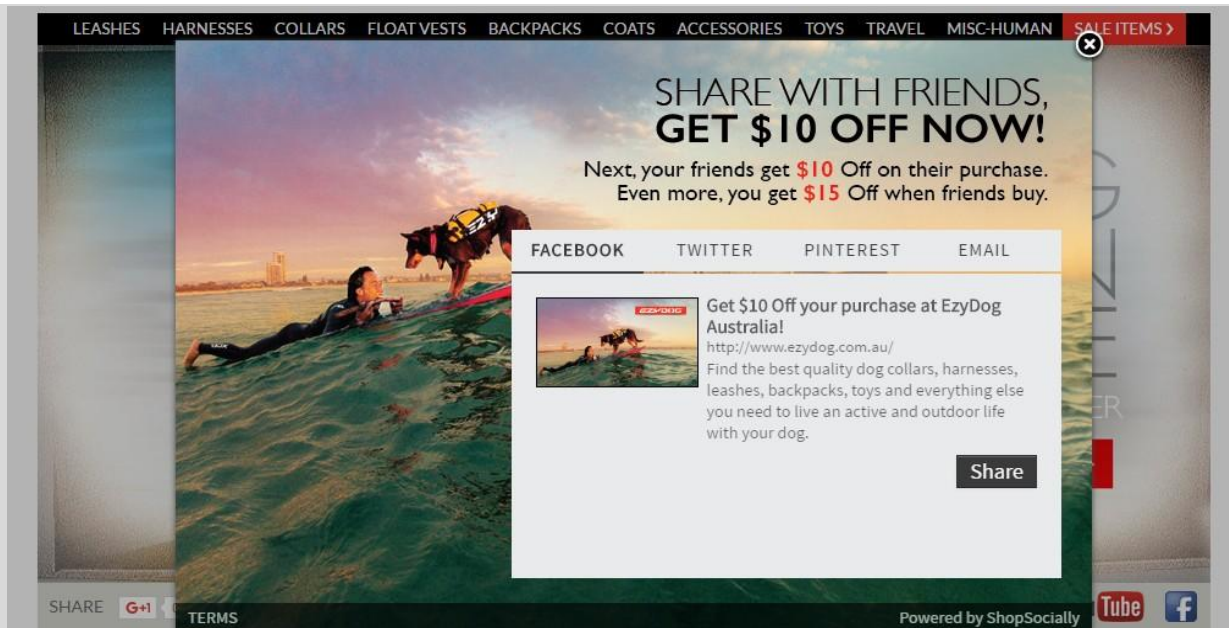 LEASHES HARNESSES COLLARS FLOAT VESTS BACKPACKS COATS ACCESSORIES TOYS TRAVEL MISC-HUMAN SALE ITEMS >
SHARE WITH FRIENDS,
GET $10 OFF NOW!
Next, your friends get $10 Off on their purchase.
Even more, you get $15 Off when friends buy.
FACEBOOK TWITTER PINTEREST EMAIL
EZYDOG
Get $10 Off your purchase at EzyDog
Australia!
http://www.ezydog.com.au/
Find the best quality dog collars, harnesses,
leashes, backpacks, toys and everything else
you need to live an active and outdoor life
with your dog.
Share
ER
SHARE G+1
TERMS
Powered by ShopSocially
Tube f